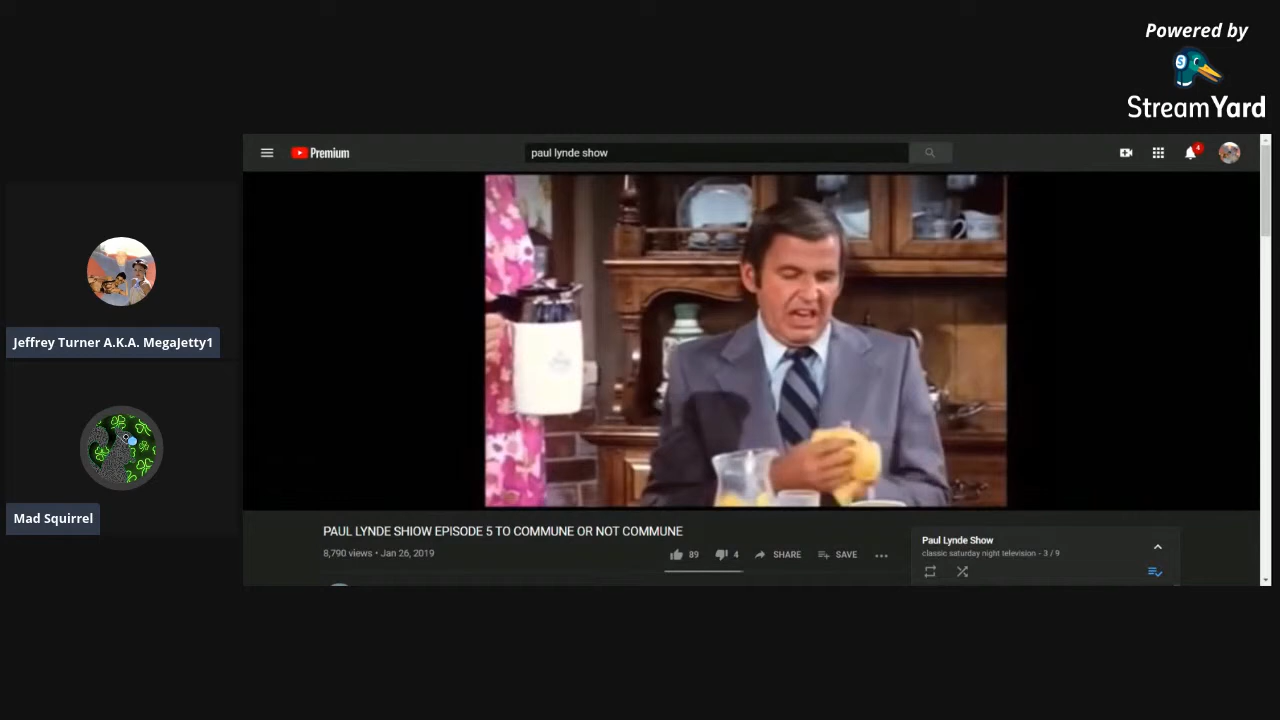 Powered by
StreamYard
Premium
paul lynde show
4
Jeffrey Turner A.K.A. MegaJetty1
Mad Squirrel
PAUL LYNDE SHIOW EPISODE 5 TO COMMUNE OR NOT COMMUNE
8,790 views • Jan 26, 2019
89
4
SHARE
SAVE
Paul Lynde Show
classic saturday night television - 3 / 9